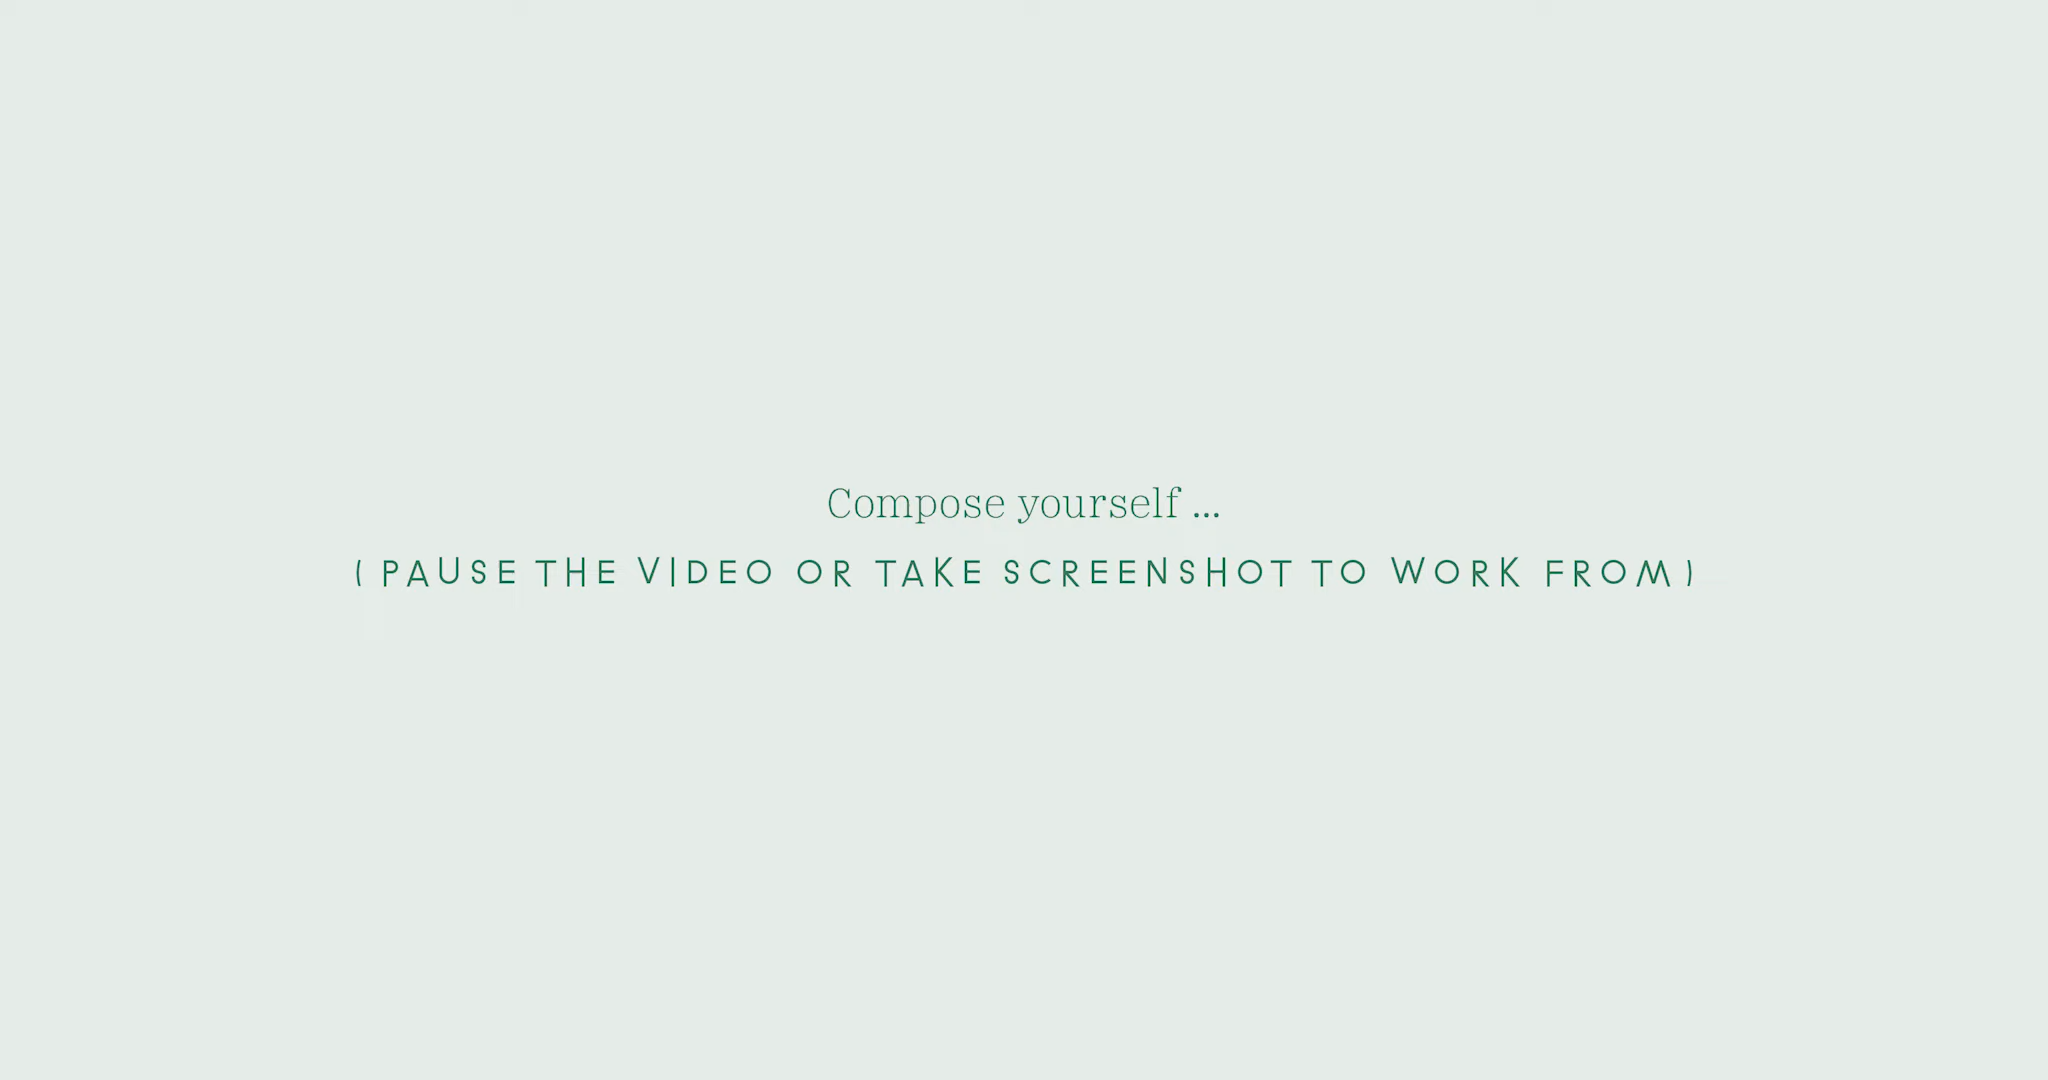 Compose yourself ...
( PAUSE THE VIDEO OR TAKE SCREENSHOT TO WORK FROM )